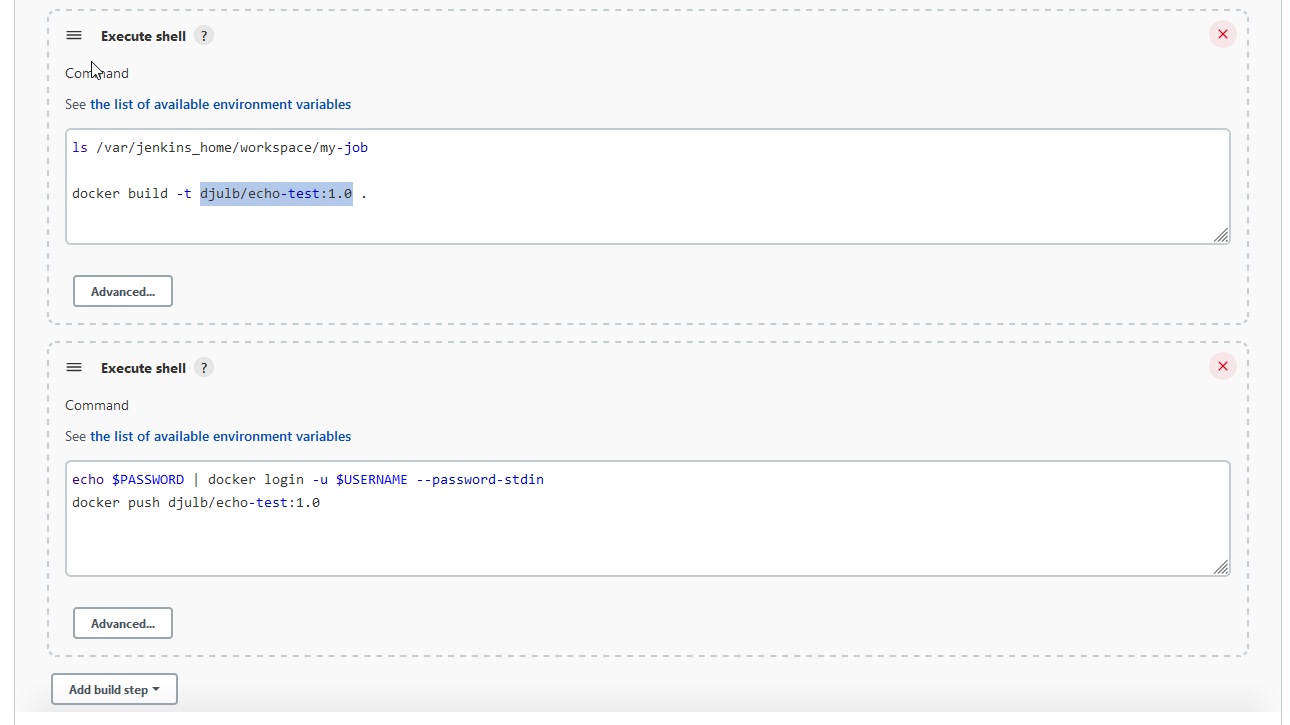 Execute shell ?
Command
See the list of available environment variables
ls /var/jenkins_home/workspace/my-job
docker build -t djulb/echo-test:1.0 .
Advanced...
Execute shell ?
Command
See the list of available environment variables
echo $PASSWORD | docker login -u $USERNAME --password-stdin
docker push djulb/echo-test:1.0
Advanced...
Add build step